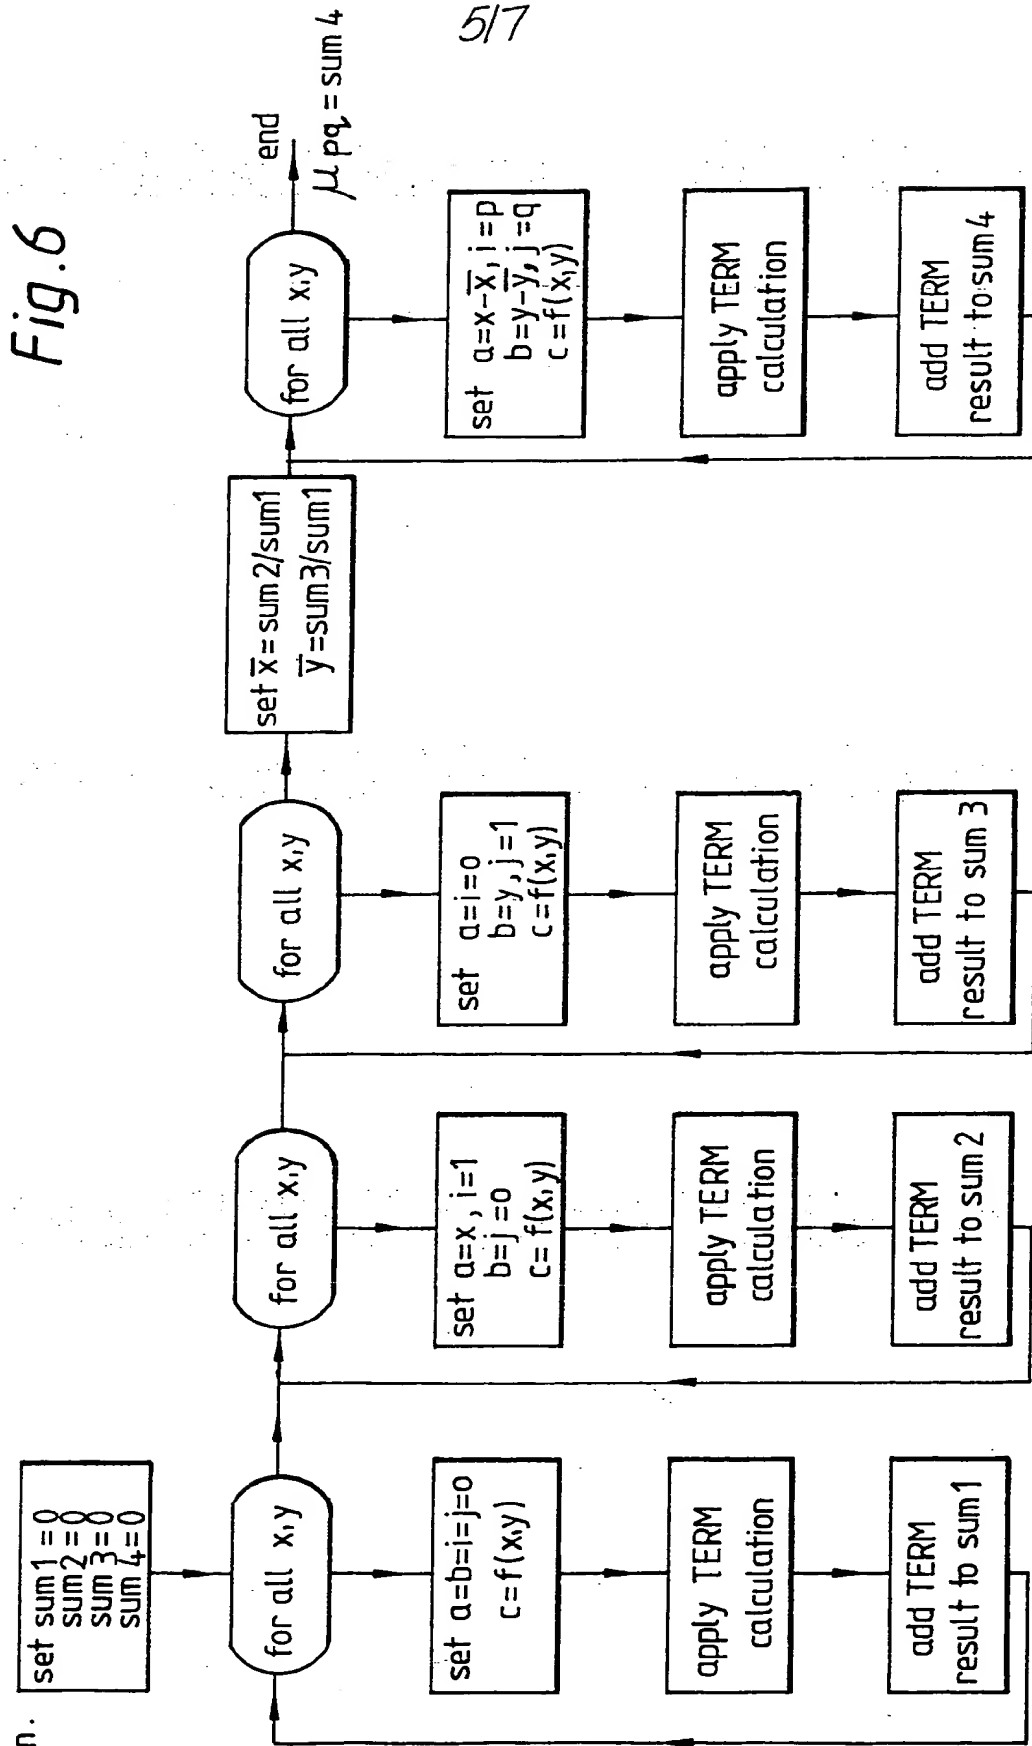 5/7
Fig.6
n.
set sum1 = 0
sum2 = 0
sum3 = 0
sum4 = 0
for all x,y
set a=b=i=j=0
c=f(x,y)
apply TERM
calculation
add TERM
result to sum1
for all x,y
set a=x, i=1
b=j=0
c=f(x,y)
apply TERM
calculation
add TERM
result to sum2
for all x,y
set a=i=0
b=y, j=1
c=f(x,y)
apply TERM
calculation
add TERM
result to sum 3
set x̅=sum2/sum1
y̅=sum3/sum1
for all x,y
end
μpq = sum 4
set a=x-x̅, i=p
b=y-y̅, j=q
c=f(x,y)
apply TERM
calculation
add TERM
result to sum4